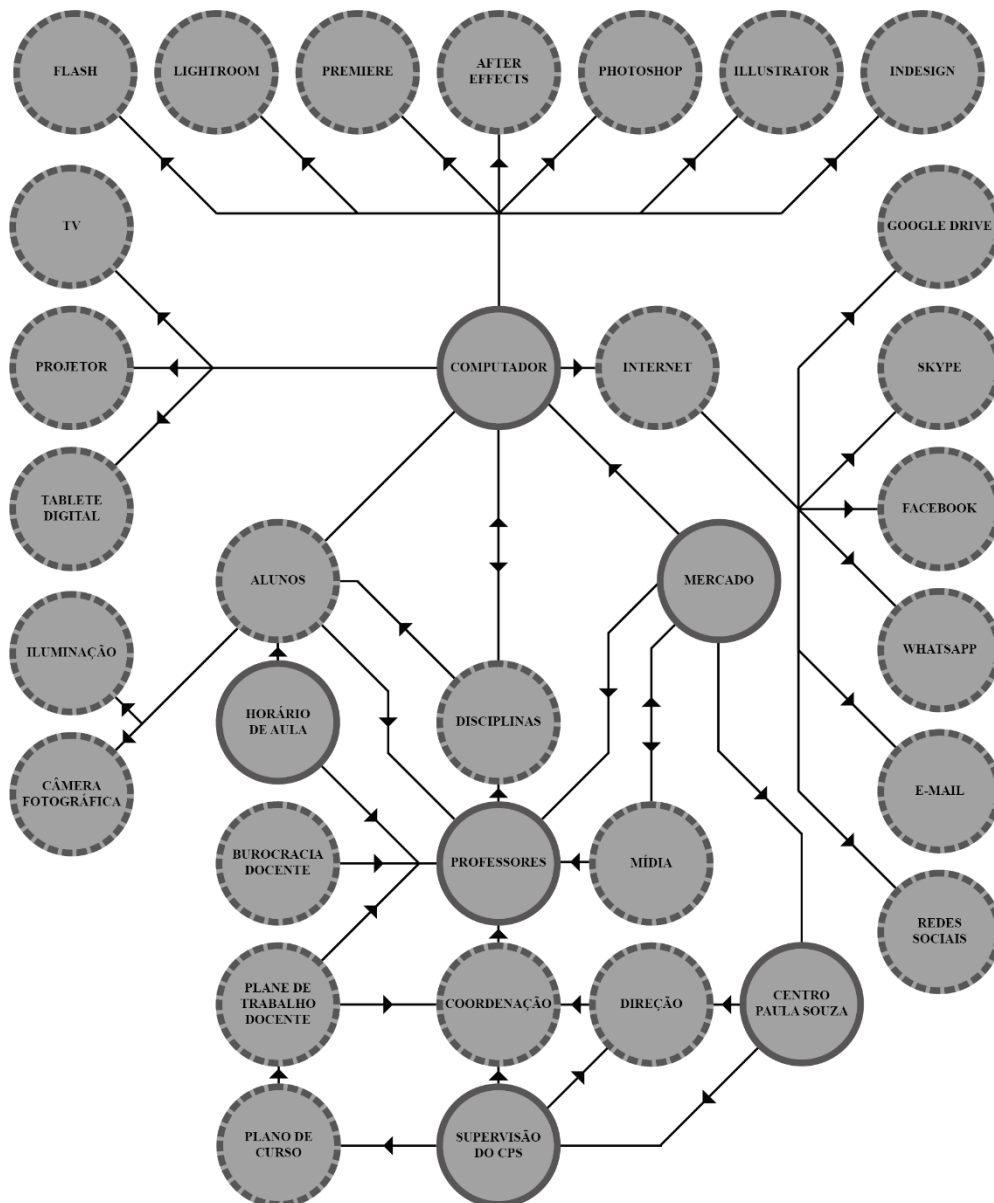 FLASH
LIGHTROOM
PREMIERE
AFTER
EFFECTS
PHOTOSHOP
ILLUSTRATOR
INDESIGN
TV
GOOGLE DRIVE
PROJETOR
COMPUTADOR
INTERNET
SKYPE
TABLETE
DIGITAL
FACEBOOK
ALUNOS
MERCADO
ILUMINAÇÃO
WHATSAPP
HORÁRIO
DE AULA
DISCIPLINAS
CÂMERA
FOTOGRÁFICA
E-MAIL
BUROCRACIA
DOCENTE
PROFESSORES
MÍDIA
REDES
SOCIAIS
PLANE DE
TRABALHO
DOCENTE
COORDENAÇÃO
DIREÇÃO
CENTRO
PAULA SOUZA
PLANO DE
CURSO
SUPERVISÃO
DO CPS